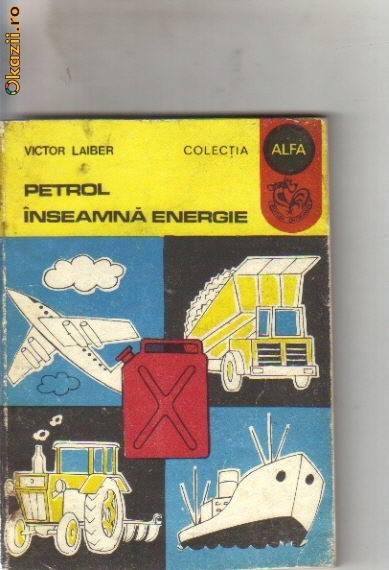 Okazii.ro
VICTOR LAIBER
COLECȚIA
ALFA
PETROL
ÎNSEAMNĂ ENERGIE